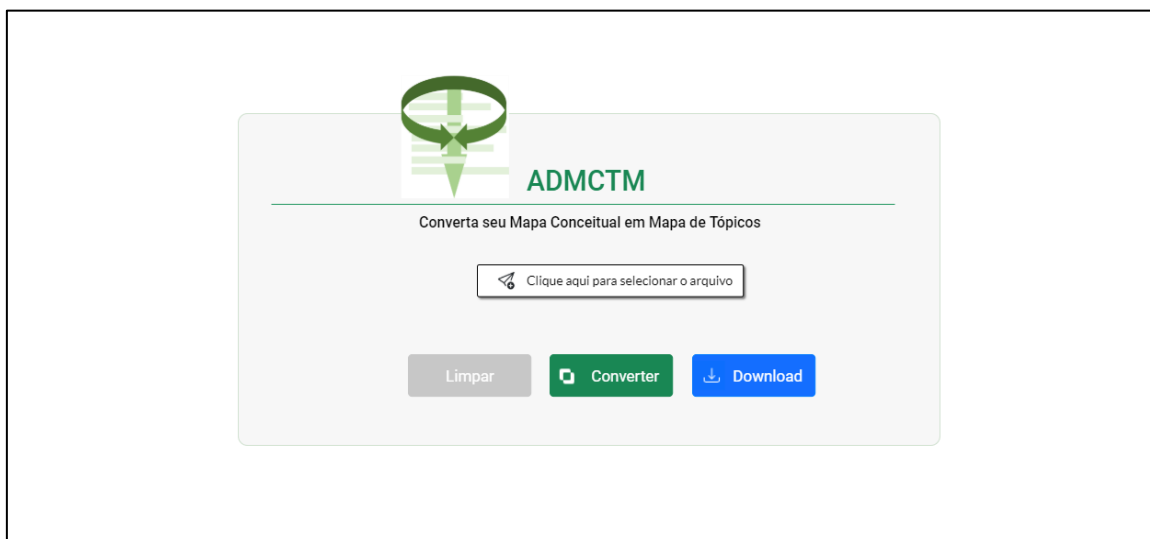 ADMCTM
Converta seu Mapa Conceitual em Mapa de Tópicos
Clique aqui para selecionar o arquivo
Limpar
Converter
Download